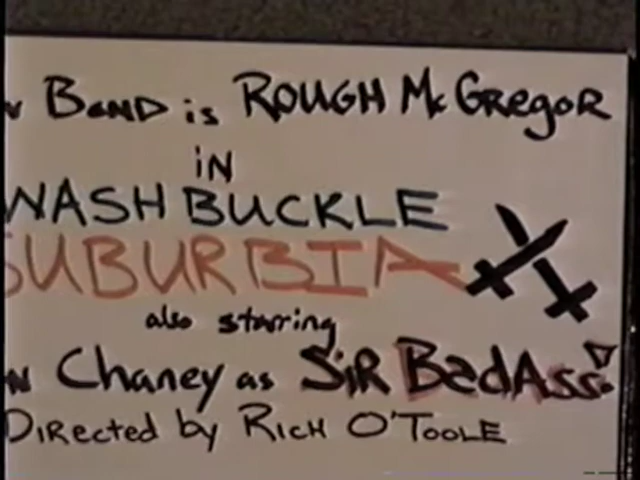 Band is ROUGH McGregoR
iN
WASH BUCKLE
SUBURBIA
also starring
Chaney as SiR BadAss
Directed by RicH O'TOOLE